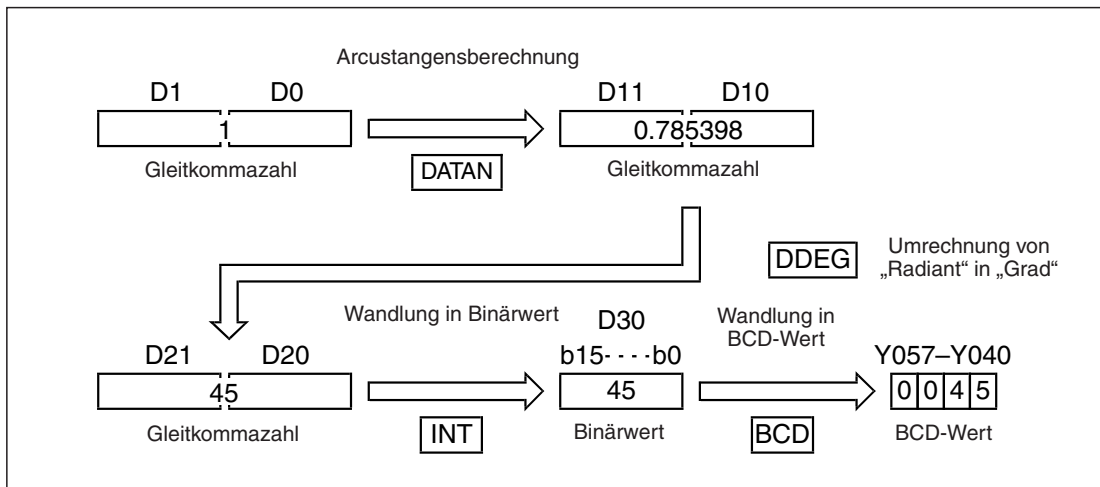 Arcustangensberechnung
D1 D0 D11 D10
1 0.785398
Gleitkommazahl DATAN Gleitkommazahl
DDEG
Umrechnung von
„Radiant“ in „Grad“
Wandlung in Binärwert
Wandlung in
BCD-Wert
D21 D20
D30
b15----b0
Y057–Y040
45 45 0 0 4 5
Gleitkommazahl INT Binärwert BCD BCD-Wert